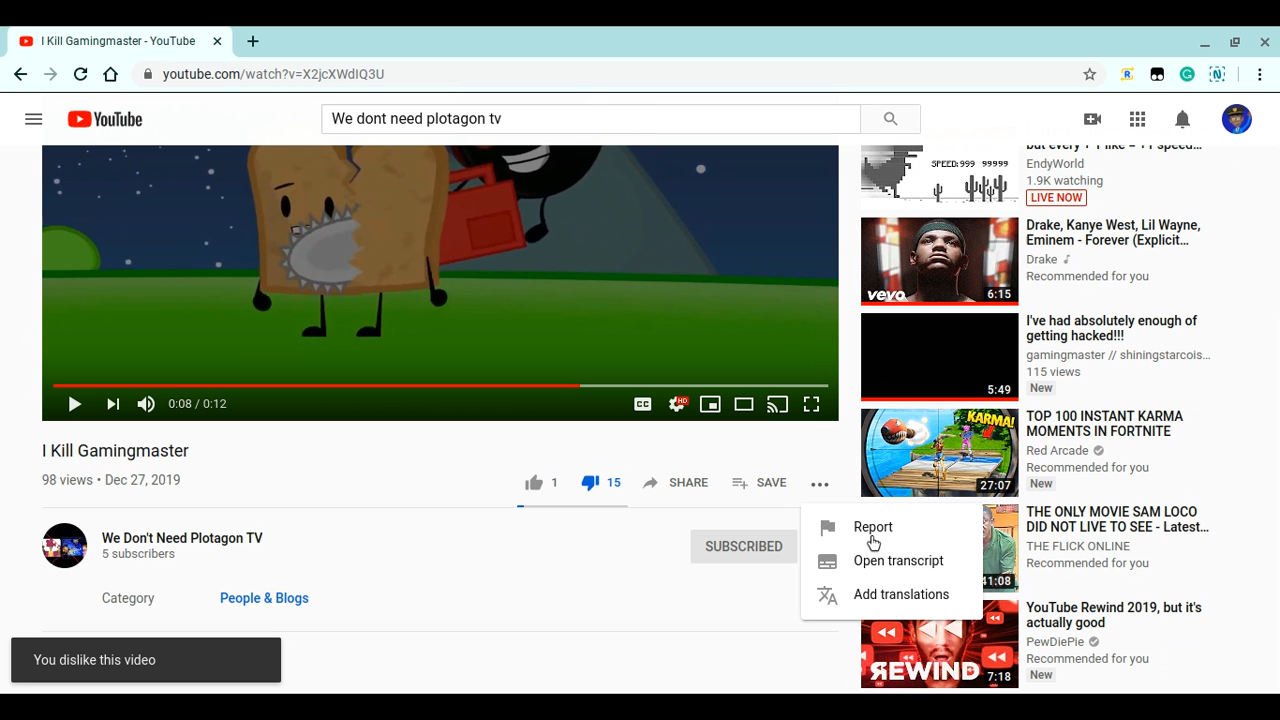 I Kill Gamingmaster - YouTube
youtube.com/watch?v=X2jcXWdIQ3U
YouTube
We dont need plotagon tv
SPEED:999 99999
but every + 1 like = + 1 speed...
EndyWorld
1.9K watching
LIVE NOW
vevo
6:15
Drake, Kanye West, Lil Wayne,
Eminem - Forever (Explicit...
Drake
Recommended for you
5:49
I've had absolutely enough of
getting hacked!!!
gamingmaster // shiningstarcois...
115 views
New
KARMA!
27:07
TOP 100 INSTANT KARMA
MOMENTS IN FORTNITE
Red Arcade
Recommended for you
New
41:08
THE ONLY MOVIE SAM LOCO
DID NOT LIVE TO SEE - Latest...
THE FLICK ONLINE
Recommended for you
REWIND
7:18
YouTube Rewind 2019, but it's
actually good
PewDiePie
Recommended for you
New
0:08 / 0:12
CC
HD
I Kill Gamingmaster
98 views • Dec 27, 2019
1
15
SHARE
SAVE
We Don't Need Plotagon TV
5 subscribers
SUBSCRIBED
Category
People & Blogs
Report
Open transcript
Add translations
You dislike this video